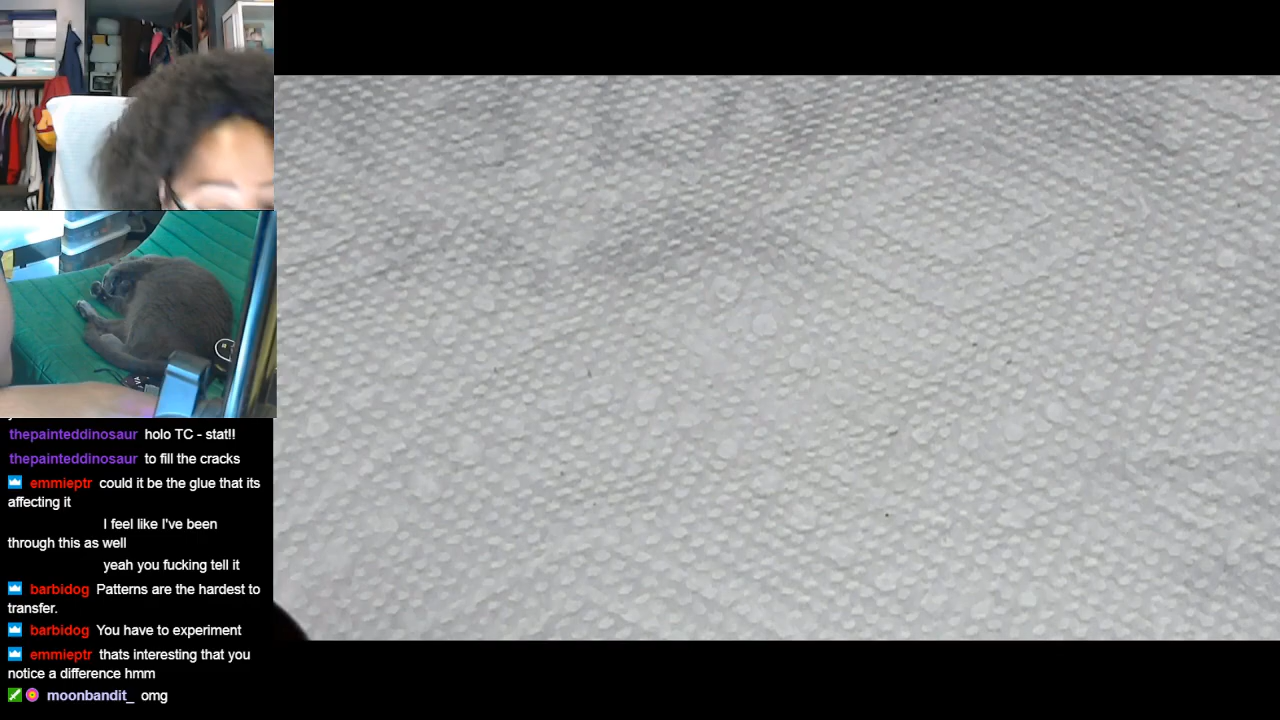 thepainteddinosaur holo TC - stat!!
thepainteddinosaur to fill the cracks
emmieptr could it be the glue that its
affecting it
I feel like I've been
through this as well
yeah you fucking tell it
barbidog Patterns are the hardest to
transfer.
barbidog You have to experiment
emmieptr thats interesting that you
notice a difference hmm
moonbandit_ omg